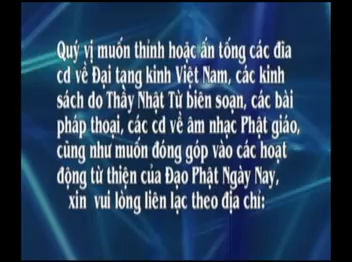 Quý vị muốn thỉnh hoặc ấn tống các đĩa
cd về Đại tạng kinh Việt Nam, các kinh
sách do Thầy Nhật Từ biên soạn, các bài
pháp thoại, các cd về âm nhạc Phật giáo,
cũng như muốn đóng góp vào các hoạt
động từ thiện của Đạo Phật Ngày Nay,
xin vui lòng liên lạc theo địa chỉ: